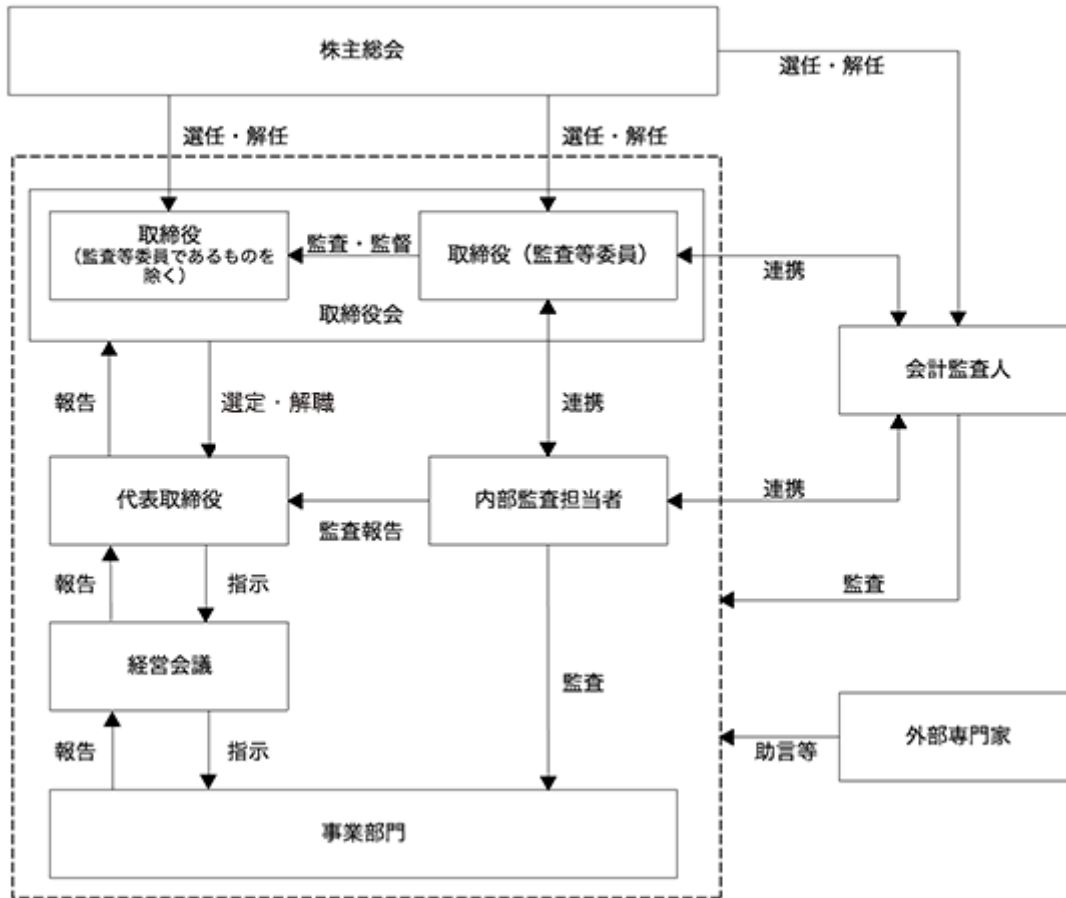 株主総会
選任・解任
選任・解任
選任・解任
取締役
（監査等委員であるものを
除く）
監査・監督
取締役（監査等委員）
連携
取締役会
会計監査人
報告
選定・解職
連携
代表取締役
監査報告
内部監査担当者
連携
報告
指示
監査
経営会議
監査
報告
指示
助言等
外部専門家
事業部門